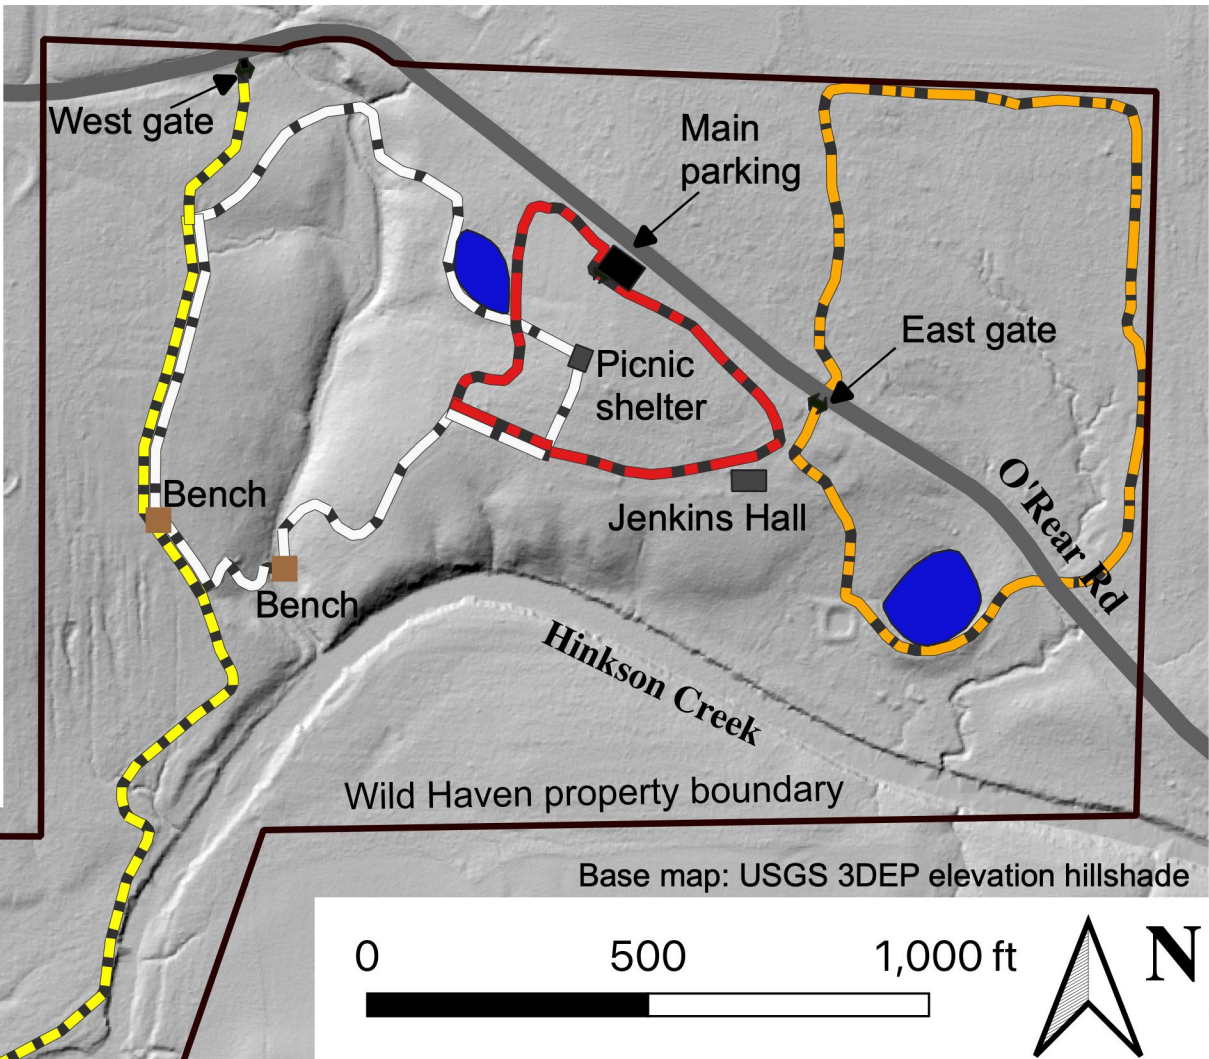 West gate
Main
parking
East gate
Picnic
shelter
Bench
O'Rear Rd
Jenkins Hall
Bench
Hinkson Creek
Wild Haven property boundary
Base map: USGS 3DEP elevation hillshade
0 500 1,000 ft
N